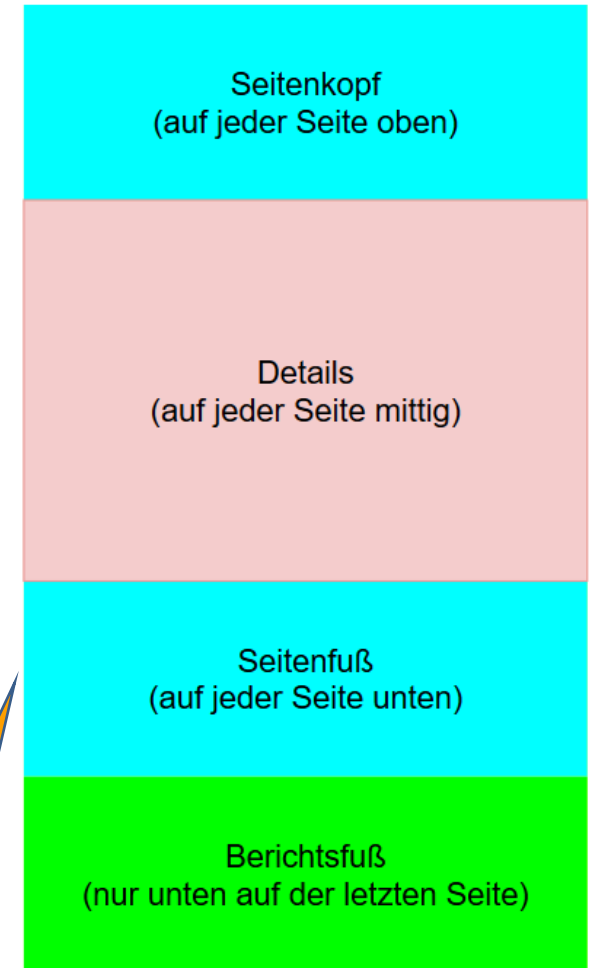 Seitenkopf
(auf jeder Seite oben)
Details
(auf jeder Seite mittig)
Seitenfuß
(auf jeder Seite unten)
Berichtsfuß
(nur unten auf der letzten Seite)